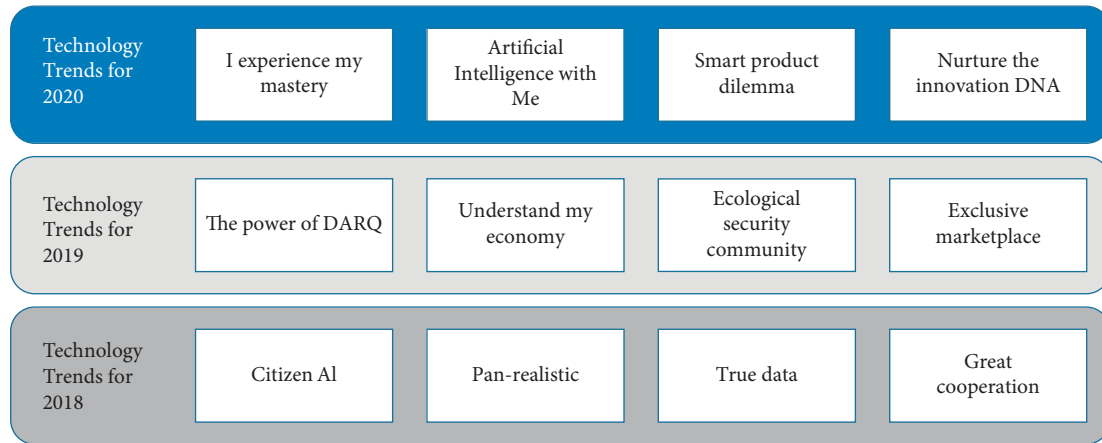 Technology
Trends for
2020
I experience my
mastery
Artificial
Intelligence with
Me
Smart product
dilemma
Nurture the
innovation DNA
Technology
Trends for
2019
The power of DARQ
Understand my
economy
Ecological
security
community
Exclusive
marketplace
Technology
Trends for
2018
Citizen Al
Pan-realistic
True data
Great
cooperation